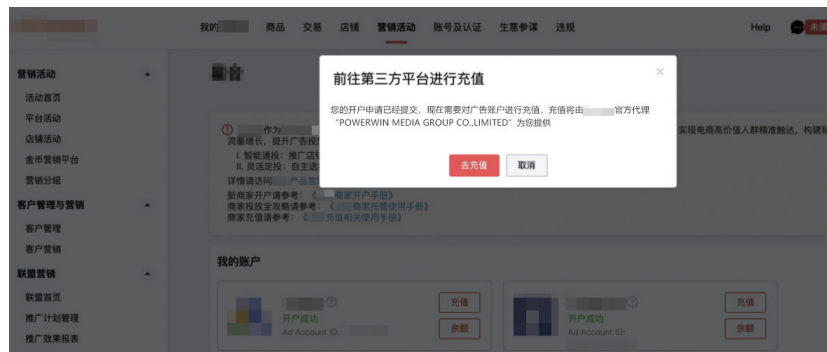 我的 商品 交易 店铺 营销活动 账号及认证 生意参谋 违规 Help 未读
营销活动
活动首页
平台活动
店铺活动
金币营销平台
营销分组
客户管理与营销
客户管理
客户营销
联盟营销
联盟首页
推广计划管理
推广效果报表
前往第三方平台进行充值
您的开户申请已经提交，现在需要对广告账户进行充值，充值将由 官方代理
“POWERWIN MEDIA GROUP CO.,LIMITED” 为您提供
去充值 取消
作为 实现电商高价值人群精准触达，构建
流量增长，提升广告投
I. 智能通投：推广店
II. 灵活定投：自主选
详情请访问 产品官
新商家开户请参考：《 商家开户手册》
商家投放全攻略请参考：《 商家托管使用手册》
商家充值请参考：《 充值相关使用手册》
我的账户
开户成功
Ad Account ID:
充值
余额
开户成功
Ad Account ID:
充值
余额